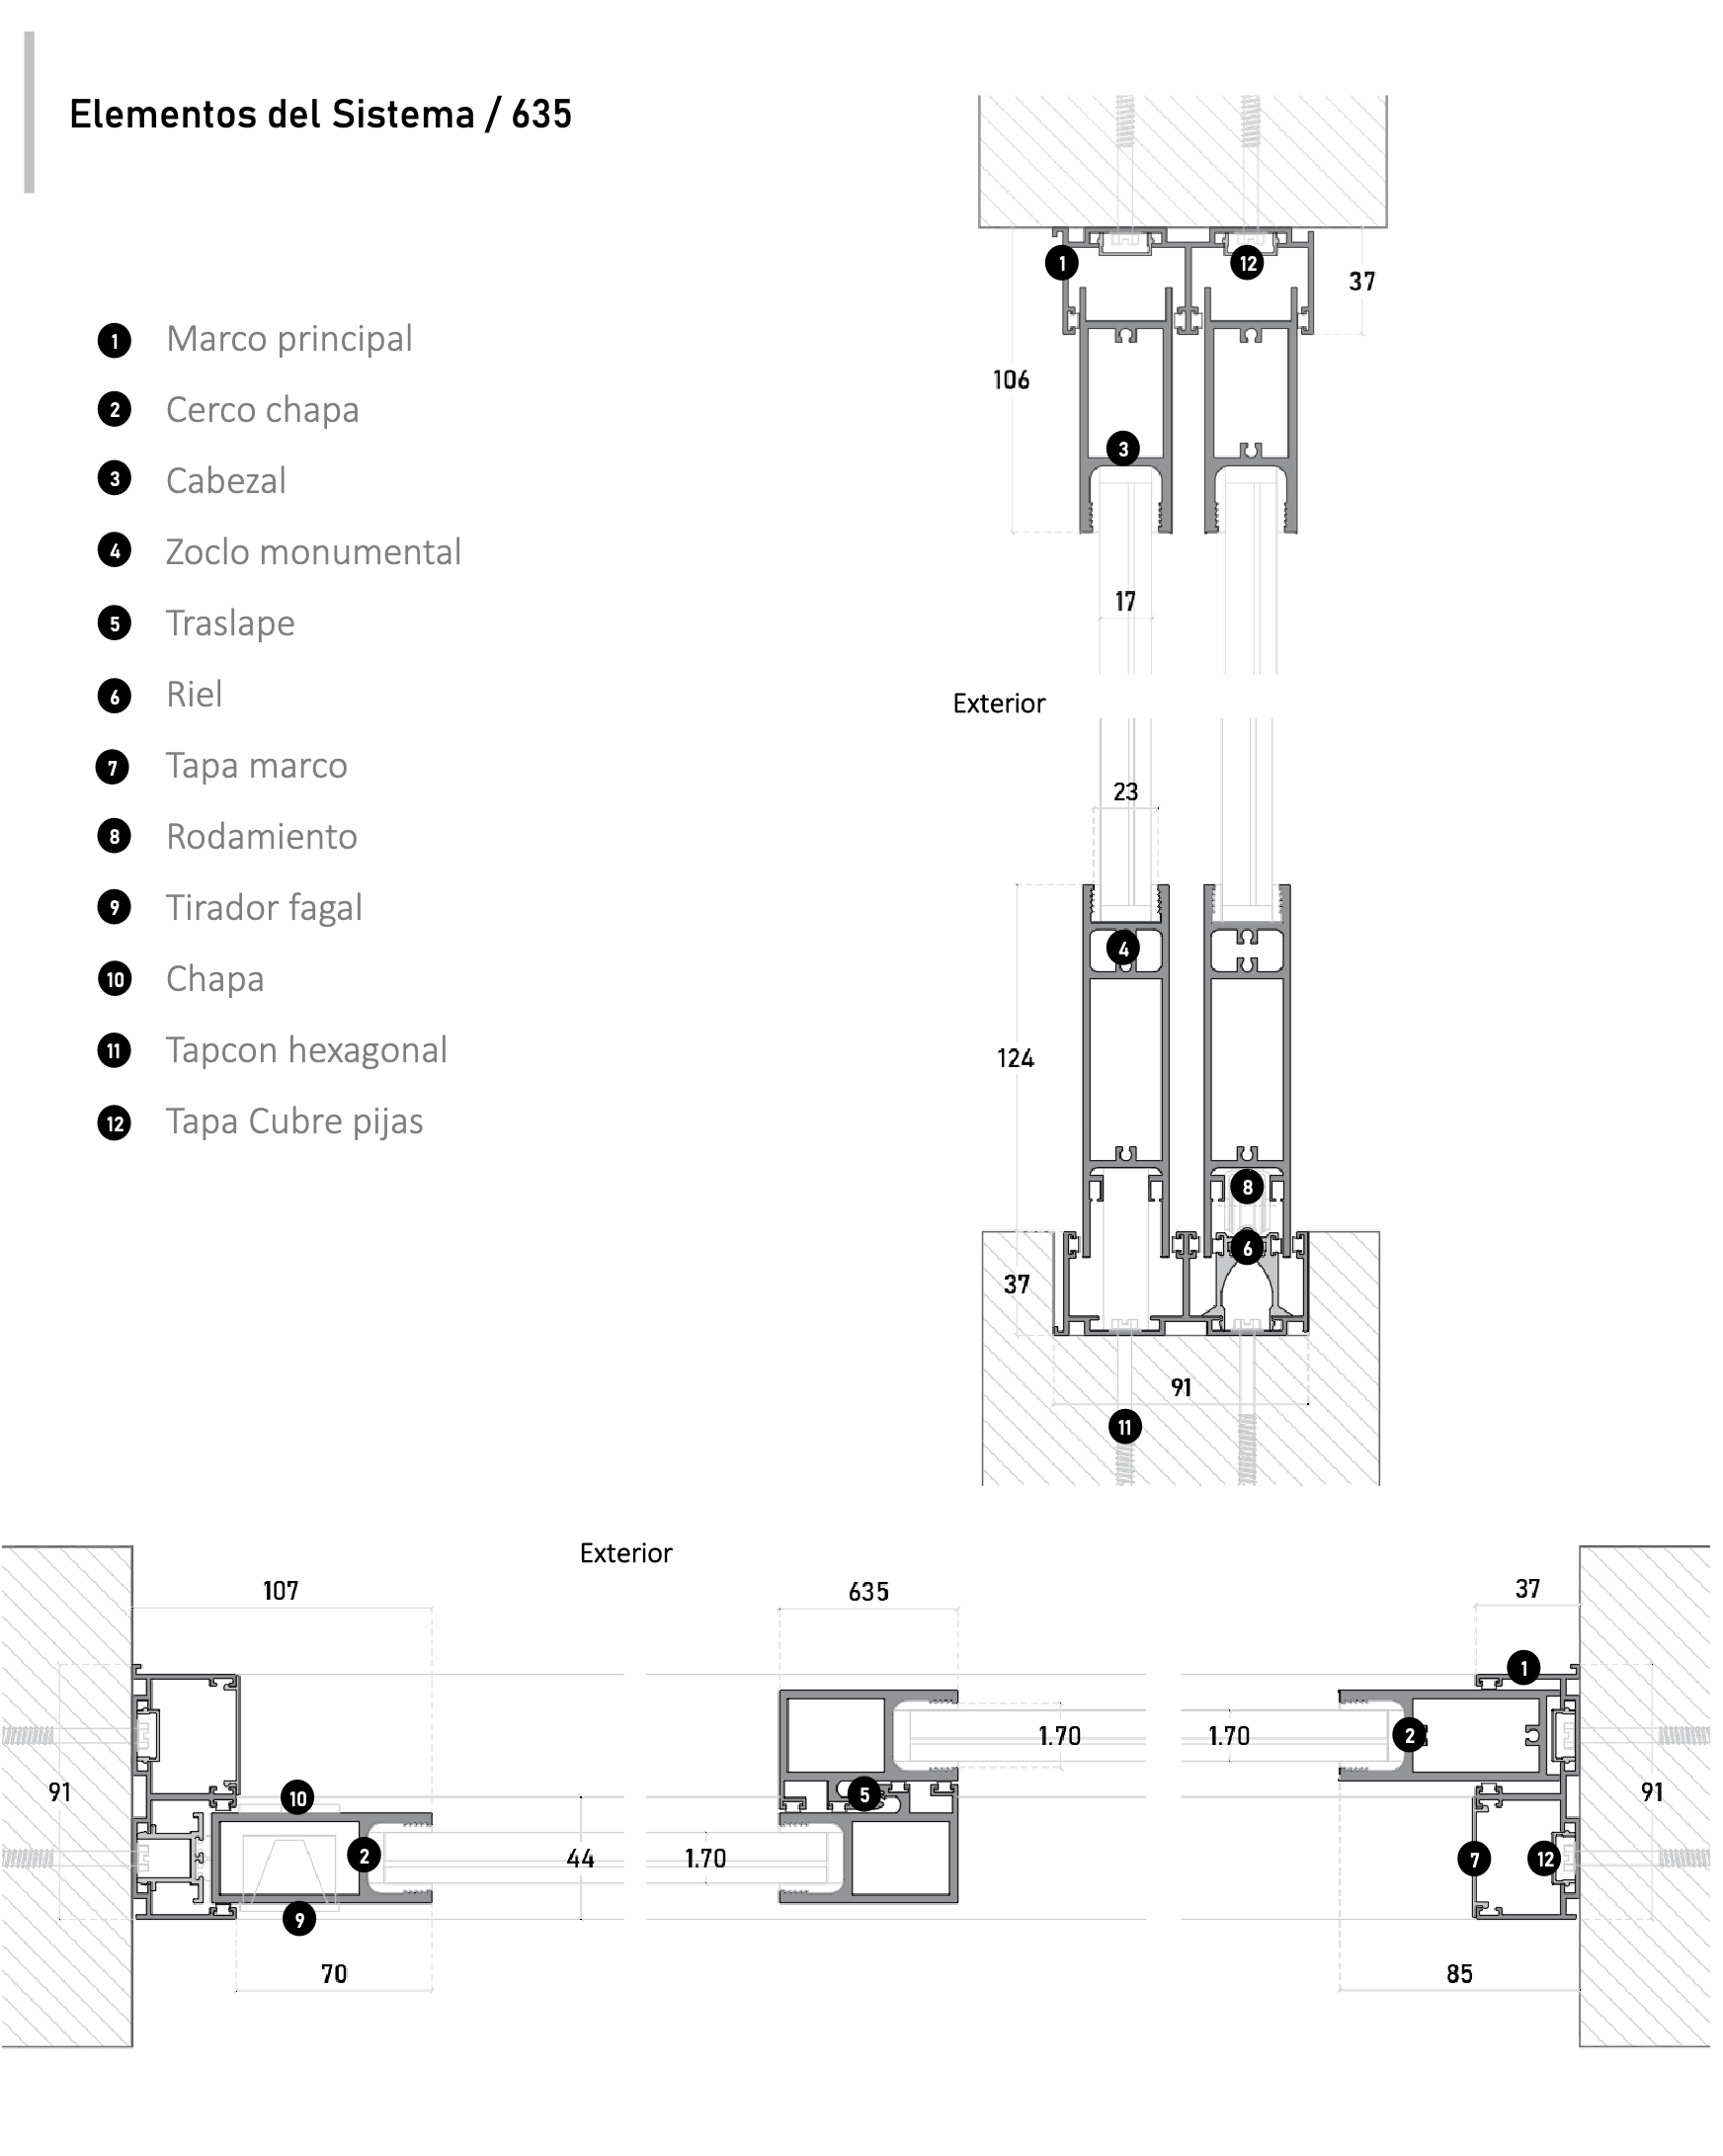 Elementos del Sistema / 635
1 Marco principal
2 Cerco chapa
3 Cabezal
4 Zoclo monumental
5 Traslape
6 Riel
7 Tapa marco
8 Rodamiento
9 Tirador fagal
10 Chapa
11 Tapcon hexagonal
12 Tapa Cubre pijas
1
12
37
106
3
17
Exterior
23
4
124
8
6
37
91
11
Exterior
107
635
37
1
1.70
1.70
2
91
10
5
91
2
44
1.70
7
12
9
70
85